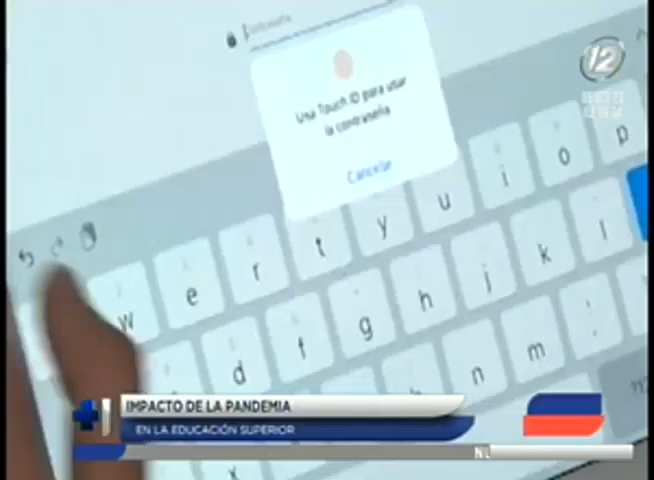 12
Usa Touch ID para usar
la contraseña
Cancelar
u i o p
w e r t y
d f g h j k l
n m
x
IMPACTO DE LA PANDEMIA
EN LA EDUCACIÓN SUPERIOR